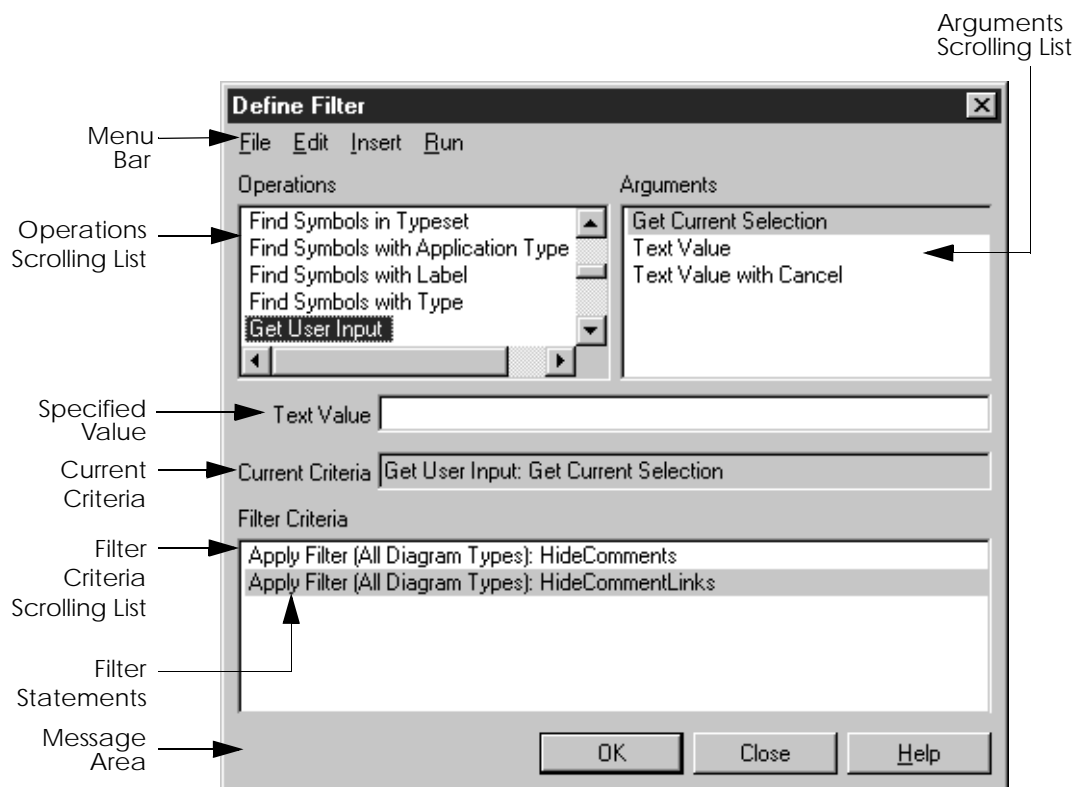 Arguments
Scrolling List
Define Filter
Menu
Bar
File Edit Insert Run
Operations
Arguments
Operations
Scrolling List
Find Symbols in Typeset
Find Symbols with Application Type
Find Symbols with Label
Find Symbols with Type
Get User Input
Get Current Selection
Text Value
Text Value with Cancel
Specified
Value
Text Value
Current
Criteria
Current Criteria
Get User Input: Get Current Selection
Filter Criteria
Filter
Criteria
Scrolling List
Apply Filter (All Diagram Types): HideComments
Apply Filter (All Diagram Types): HideCommentLinks
Filter
Statements
Message
Area
OK
Close
Help